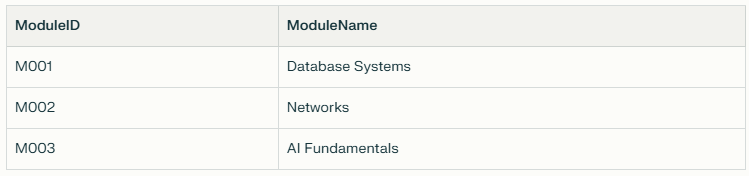 ModuleID ModuleName
M001 Database Systems
M002 Networks
M003 AI Fundamentals